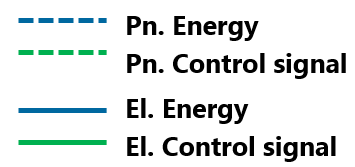 Pn. Energy
Pn. Control signal
El. Energy
El. Control signal